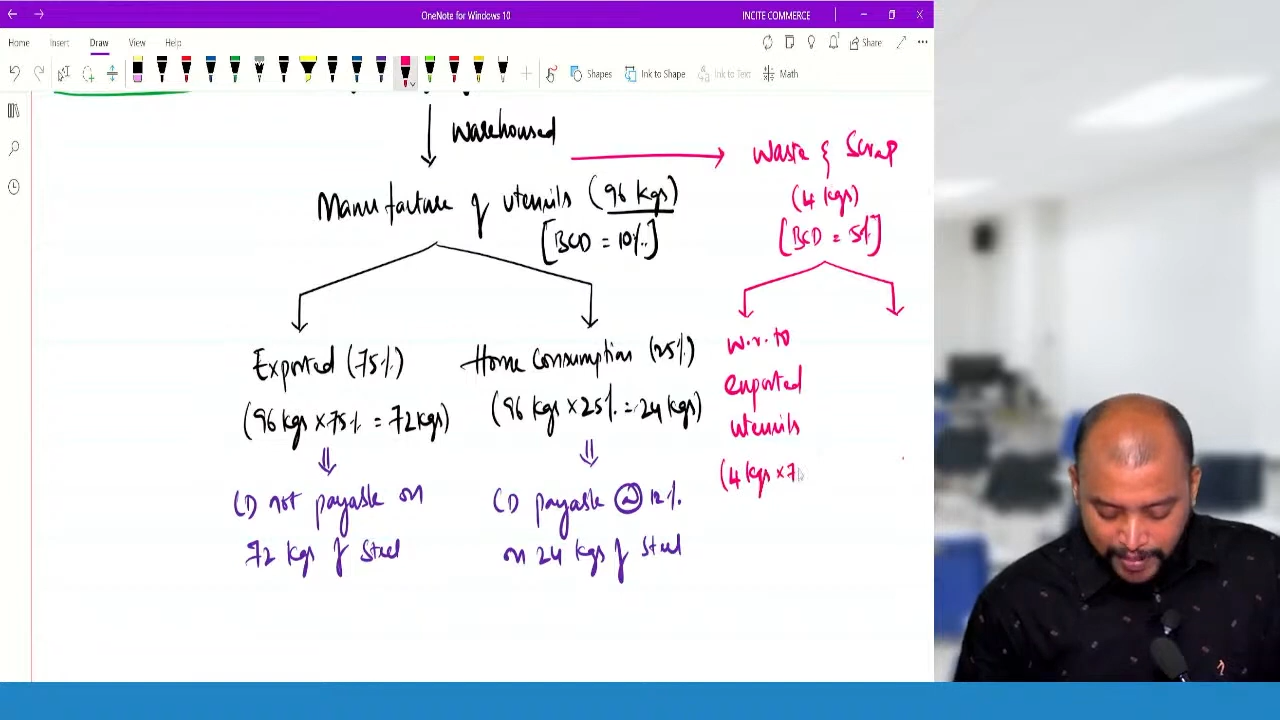 OneNote for Windows 10
INCITE COMMERCE
Home Insert Draw View Help
Share
Shapes Ink to Shape Ink to Text Math
warehoused
Manufacture of utensils (96 kgs)
[BCD = 10%]
Waste & Scrap
(4 kgs)
[BCD = 5%]
Exported (75%)
(96 kgs × 75% = 72 kgs)
CD not payable on
72 kgs of Steel
Home Consumption (25%)
(96 kgs × 25% = 24 kgs)
CD payable @ 12%
on 24 kgs of Steel
w.r.to
exported
utensils
(4 kgs × 7